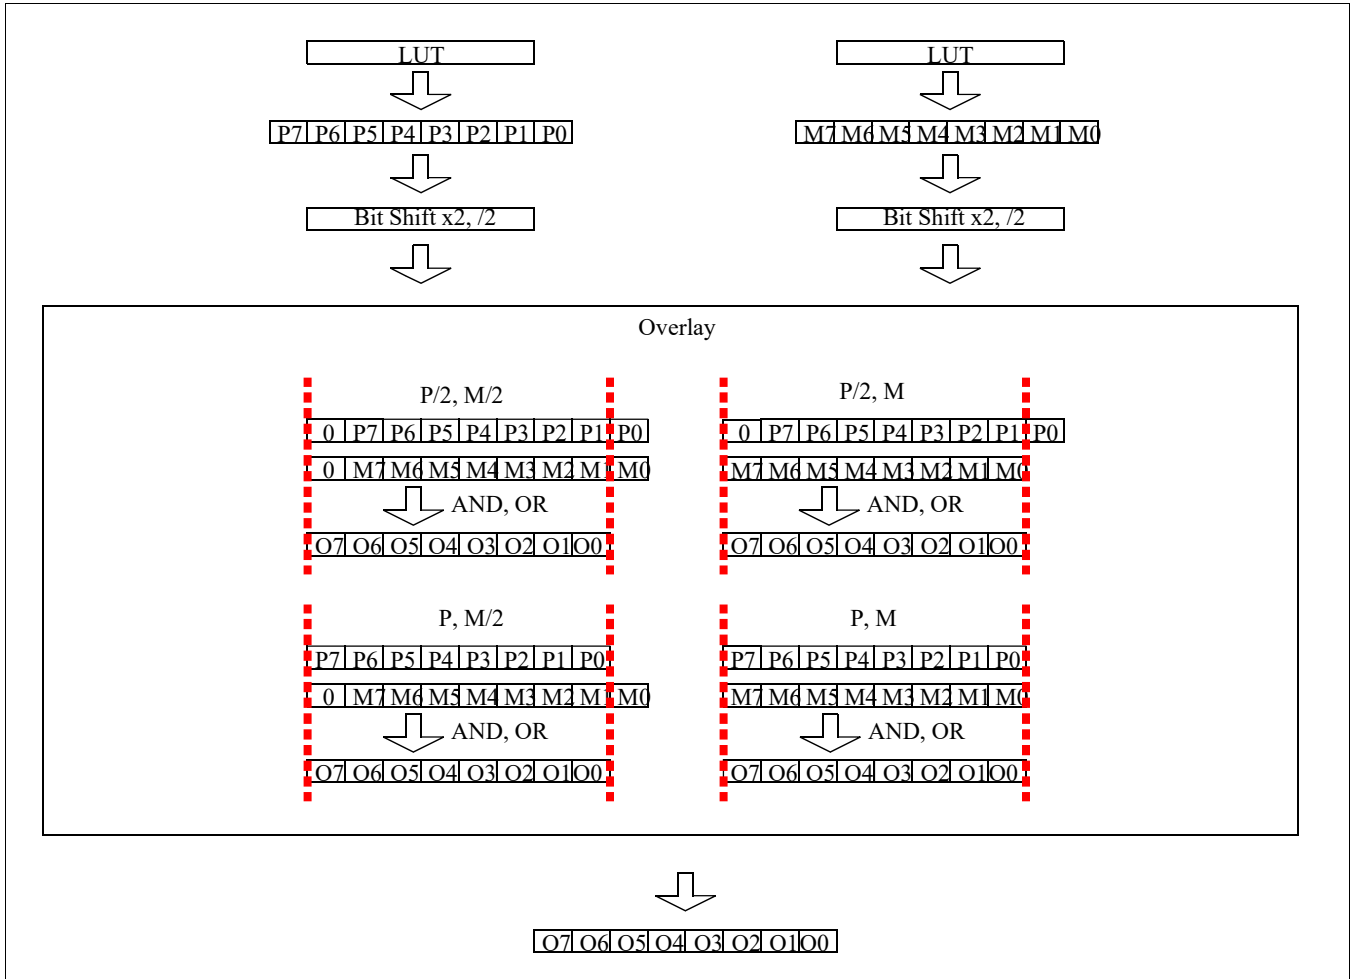 LUT LUT
P7 P6 P5 P4 P3 P2 P1 P0 M7 M6 M5 M4 M3 M2 M1 M0
Bit Shift x2, /2 Bit Shift x2, /2
Overlay
P/2, M/2 P/2, M
0 P7 P6 P5 P4 P3 P2 P1 P0 0 P7 P6 P5 P4 P3 P2 P1 P0
0 M7 M6 M5 M4 M3 M2 M1 M0 M7 M6 M5 M4 M3 M2 M1 M0
AND, OR AND, OR
O7 O6 O5 O4 O3 O2 O1 O0 O7 O6 O5 O4 O3 O2 O1 O0
P, M/2 P, M
P7 P6 P5 P4 P3 P2 P1 P0 P7 P6 P5 P4 P3 P2 P1 P0
0 M7 M6 M5 M4 M3 M2 M1 M0 M7 M6 M5 M4 M3 M2 M1 M0
AND, OR AND, OR
O7 O6 O5 O4 O3 O2 O1 O0 O7 O6 O5 O4 O3 O2 O1 O0
O7 O6 O5 O4 O3 O2 O1 O0